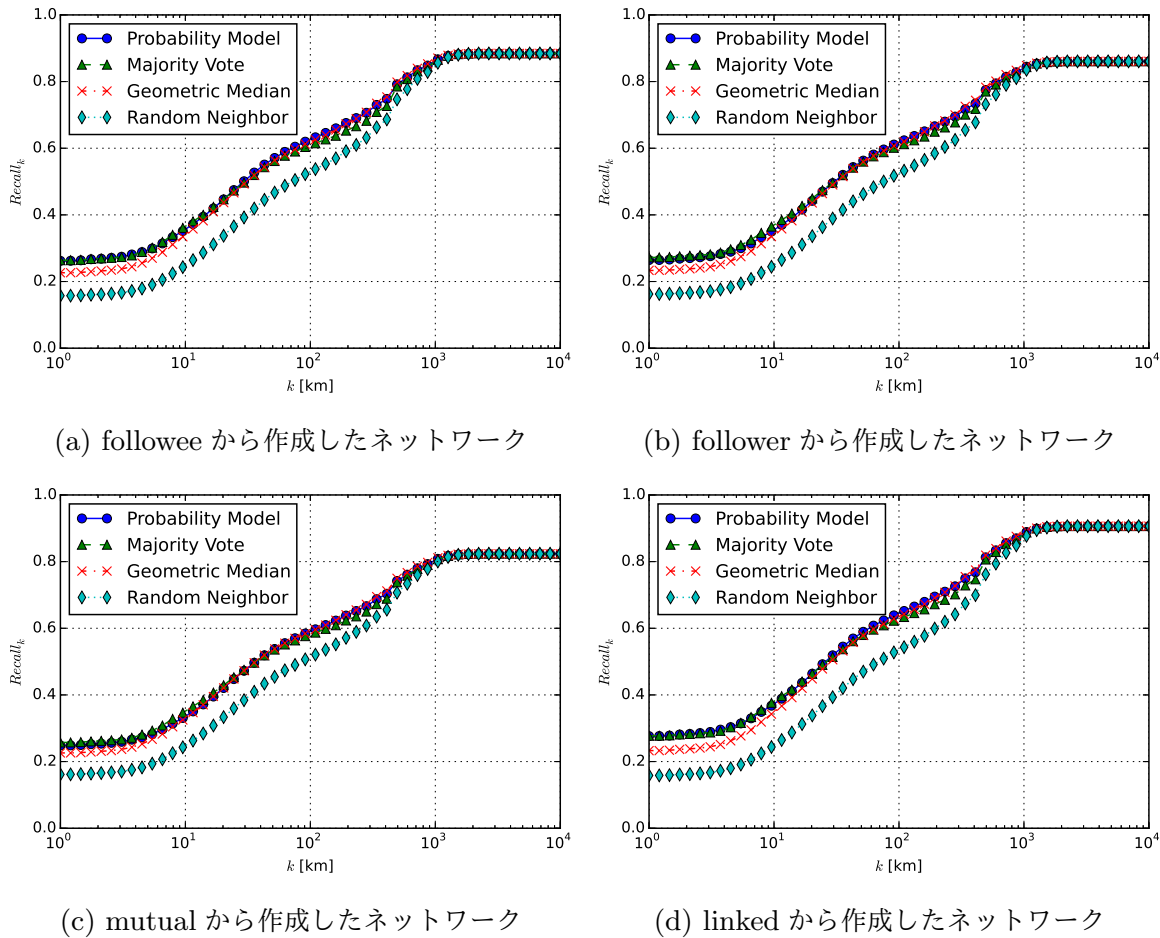 1.0
0.8
0.6
0.4
0.2
0.0
Recall_k
Probability Model
Majority Vote
Geometric Median
Random Neighbor
10^0 10^1 10^2 10^3 10^4
k [km]
(a) followee から作成したネットワーク
1.0
0.8
0.6
0.4
0.2
0.0
Recall_k
Probability Model
Majority Vote
Geometric Median
Random Neighbor
10^0 10^1 10^2 10^3 10^4
k [km]
(b) follower から作成したネットワーク
1.0
0.8
0.6
0.4
0.2
0.0
Recall_k
Probability Model
Majority Vote
Geometric Median
Random Neighbor
10^0 10^1 10^2 10^3 10^4
k [km]
(c) mutual から作成したネットワーク
1.0
0.8
0.6
0.4
0.2
0.0
Recall_k
Probability Model
Majority Vote
Geometric Median
Random Neighbor
10^0 10^1 10^2 10^3 10^4
k [km]
(d) linked から作成したネットワーク